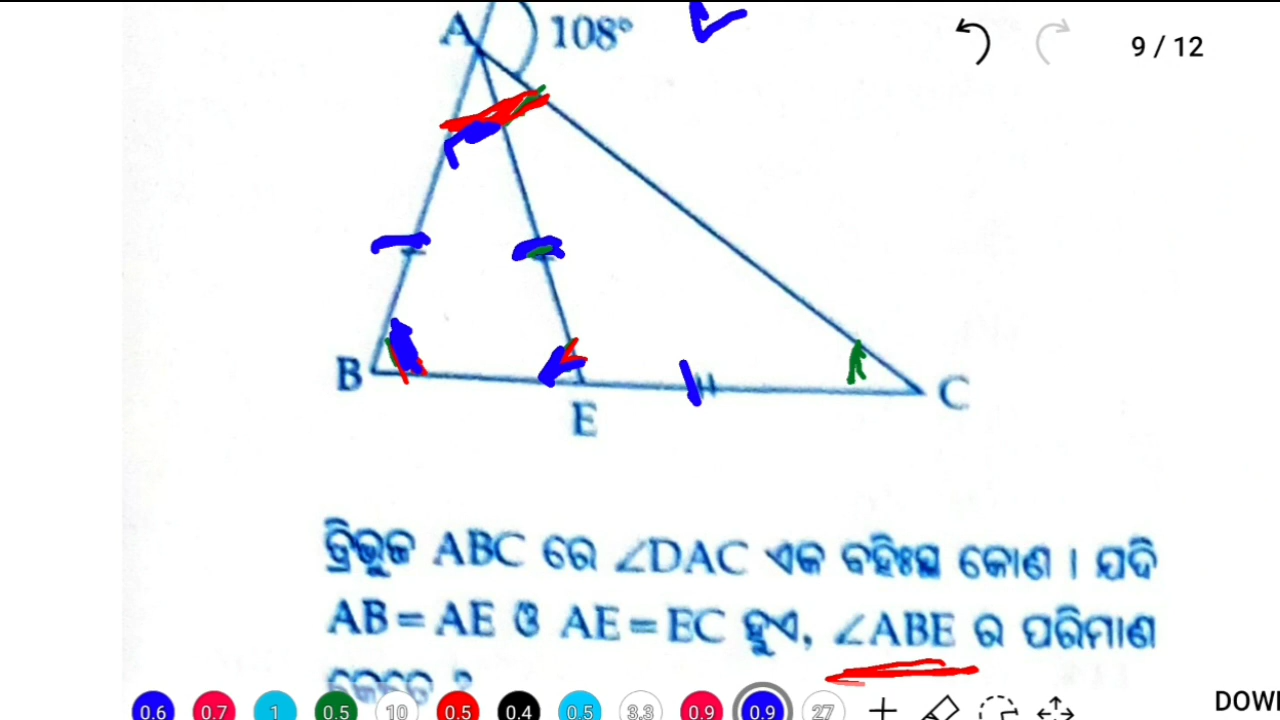 A 108°
9 / 12
B
C
E
ତ୍ରିଭୁଜ ABC ରେ ∠DAC ଏକ ବହିଃସ୍ଥ କୋଣ । ଯଦି
AB = AE ଓ AE = EC ହୁଏ, ∠ABE ର ପରିମାଣ
କେତେ ?
0.6 0.7 1 0.5 10 0.5 0.4 0.5 3.3 0.9 0.9 27
DOW